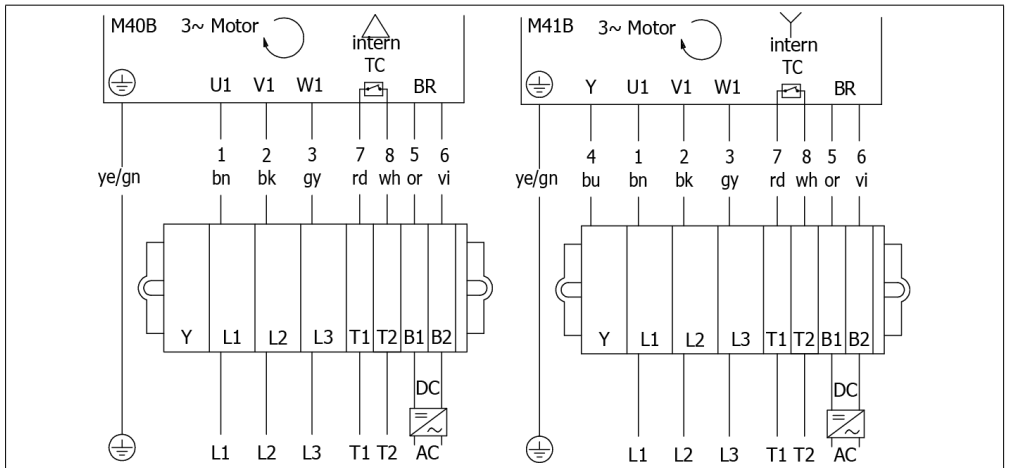 M40B 3~ Motor
intern
TC
U1 V1 W1 BR
1 2 3 7 8 5 6
ye/gn bn bk gy rd wh or vi
Y L1 L2 L3 T1 T2 B1 B2
DC
L1 L2 L3 T1 T2 AC
M41B 3~ Motor
intern
TC
Y U1 V1 W1 BR
4 1 2 3 7 8 5 6
ye/gn bu bn bk gy rd wh or vi
Y L1 L2 L3 T1 T2 B1 B2
DC
L1 L2 L3 T1 T2 AC